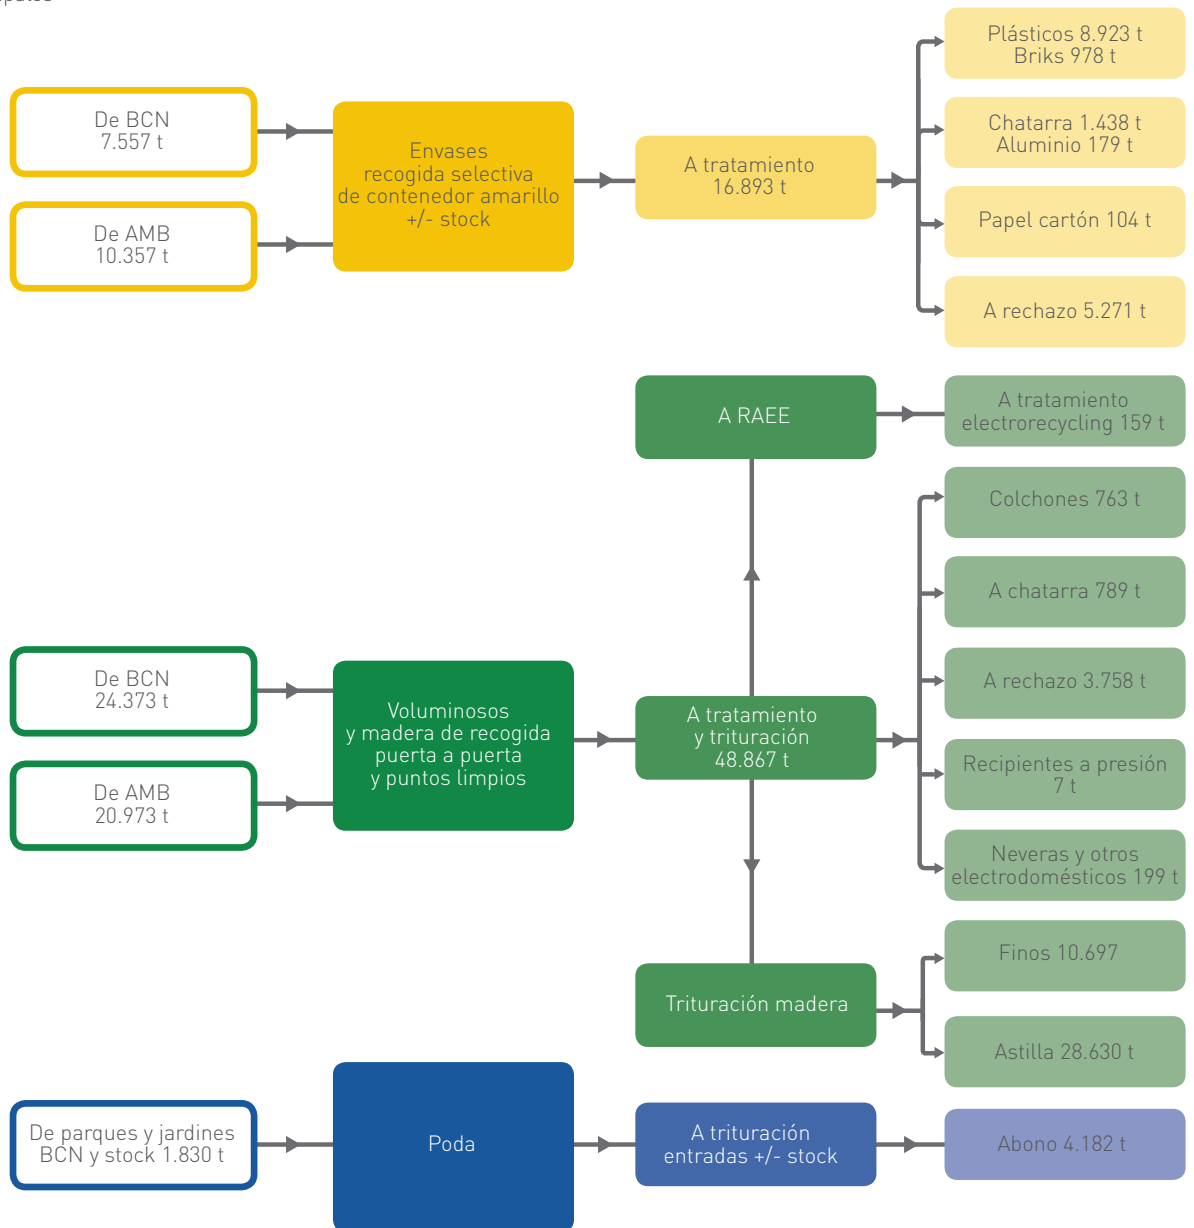 De BCN
7.557 t
De AMB
10.357 t
Envases
recogida selectiva
de contenedor amarillo
+/- stock
A tratamiento
16.893 t
Plásticos 8.923 t
Briks 978 t
Chatarra 1.438 t
Aluminio 179 t
Papel cartón 104 t
A rechazo 5.271 t
A RAEE
A tratamiento
electrorecycling 159 t
De BCN
24.373 t
De AMB
20.973 t
Voluminosos
y madera de recogida
puerta a puerta
y puntos limpios
A tratamiento
y trituración
48.867 t
Colchones 763 t
A chatarra 789 t
A rechazo 3.758 t
Recipientes a presión
7 t
Neveras y otros
electrodomésticos 199 t
Trituración madera
Finos 10.697
Astilla 28.630 t
De parques y jardines
BCN y stock 1.830 t
Poda
A trituración
entradas +/- stock
Abono 4.182 t